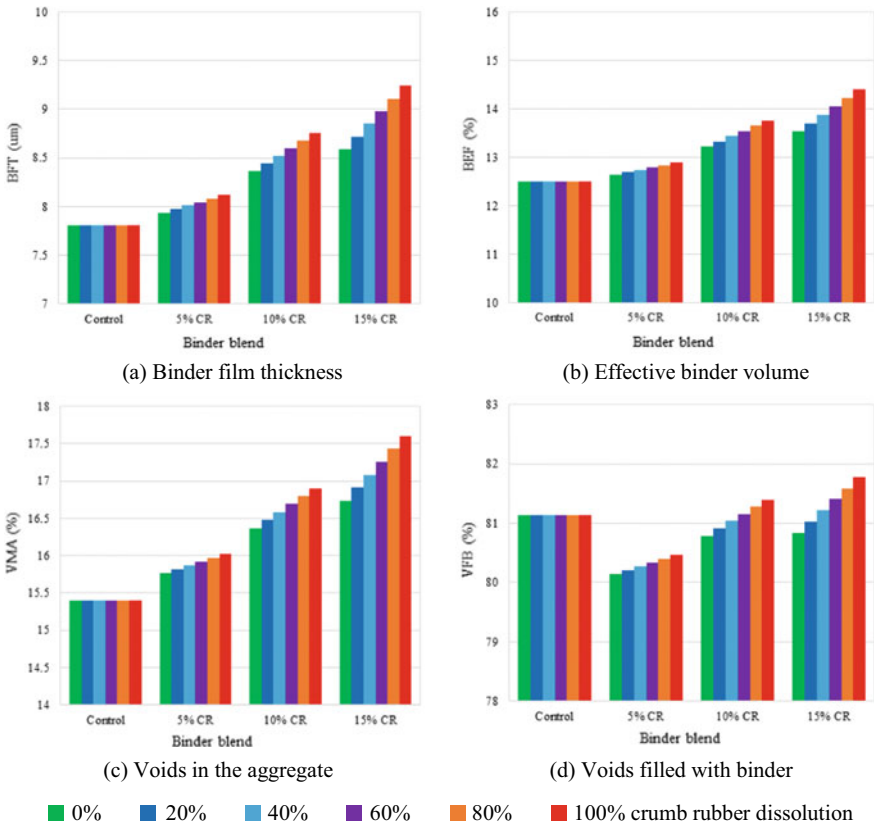 10
9.5
9
8.5
8
7.5
7
BFT (um)
Control 5% CR 10% CR 15% CR
Binder blend
(a) Binder film thickness
16
15
14
13
12
11
10
BEF (%)
Control 5% CR 10% CR 15% CR
Binder blend
(b) Effective binder volume
18
17.5
17
16.5
16
15.5
15
14.5
14
VMA (%)
Control 5% CR 10% CR 15% CR
Binder blend
(c) Voids in the aggregate
83
82
81
80
79
78
VFB (%)
Control 5% CR 10% CR 15% CR
Binder blend
(d) Voids filled with binder
0% 20% 40% 60% 80% 100% crumb rubber dissolution